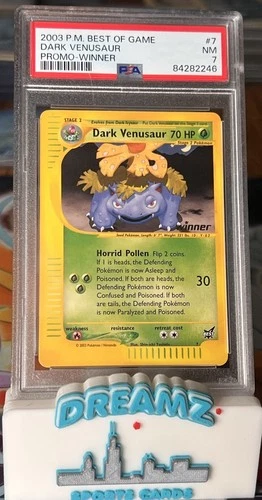 2003 P.M. BEST OF GAME #7
DARK VENUSAUR NM
PROMO-WINNER 7
PSA 84282246
STAGE 2
Dark Venusaur 70 HP
Stage 2 Pokémon
winner
Horrid Pollen Flip 2 coins.
If 1 is heads, the Defending
Pokémon is now Asleep and
Poisoned. If both are heads, the
Defending Pokémon is now
Confused and Poisoned. If both
are tails, the Defending Pokémon
is now Paralyzed and Poisoned.
30
weakness resistance retreat cost
DREAMZ
SPORTS CARDS